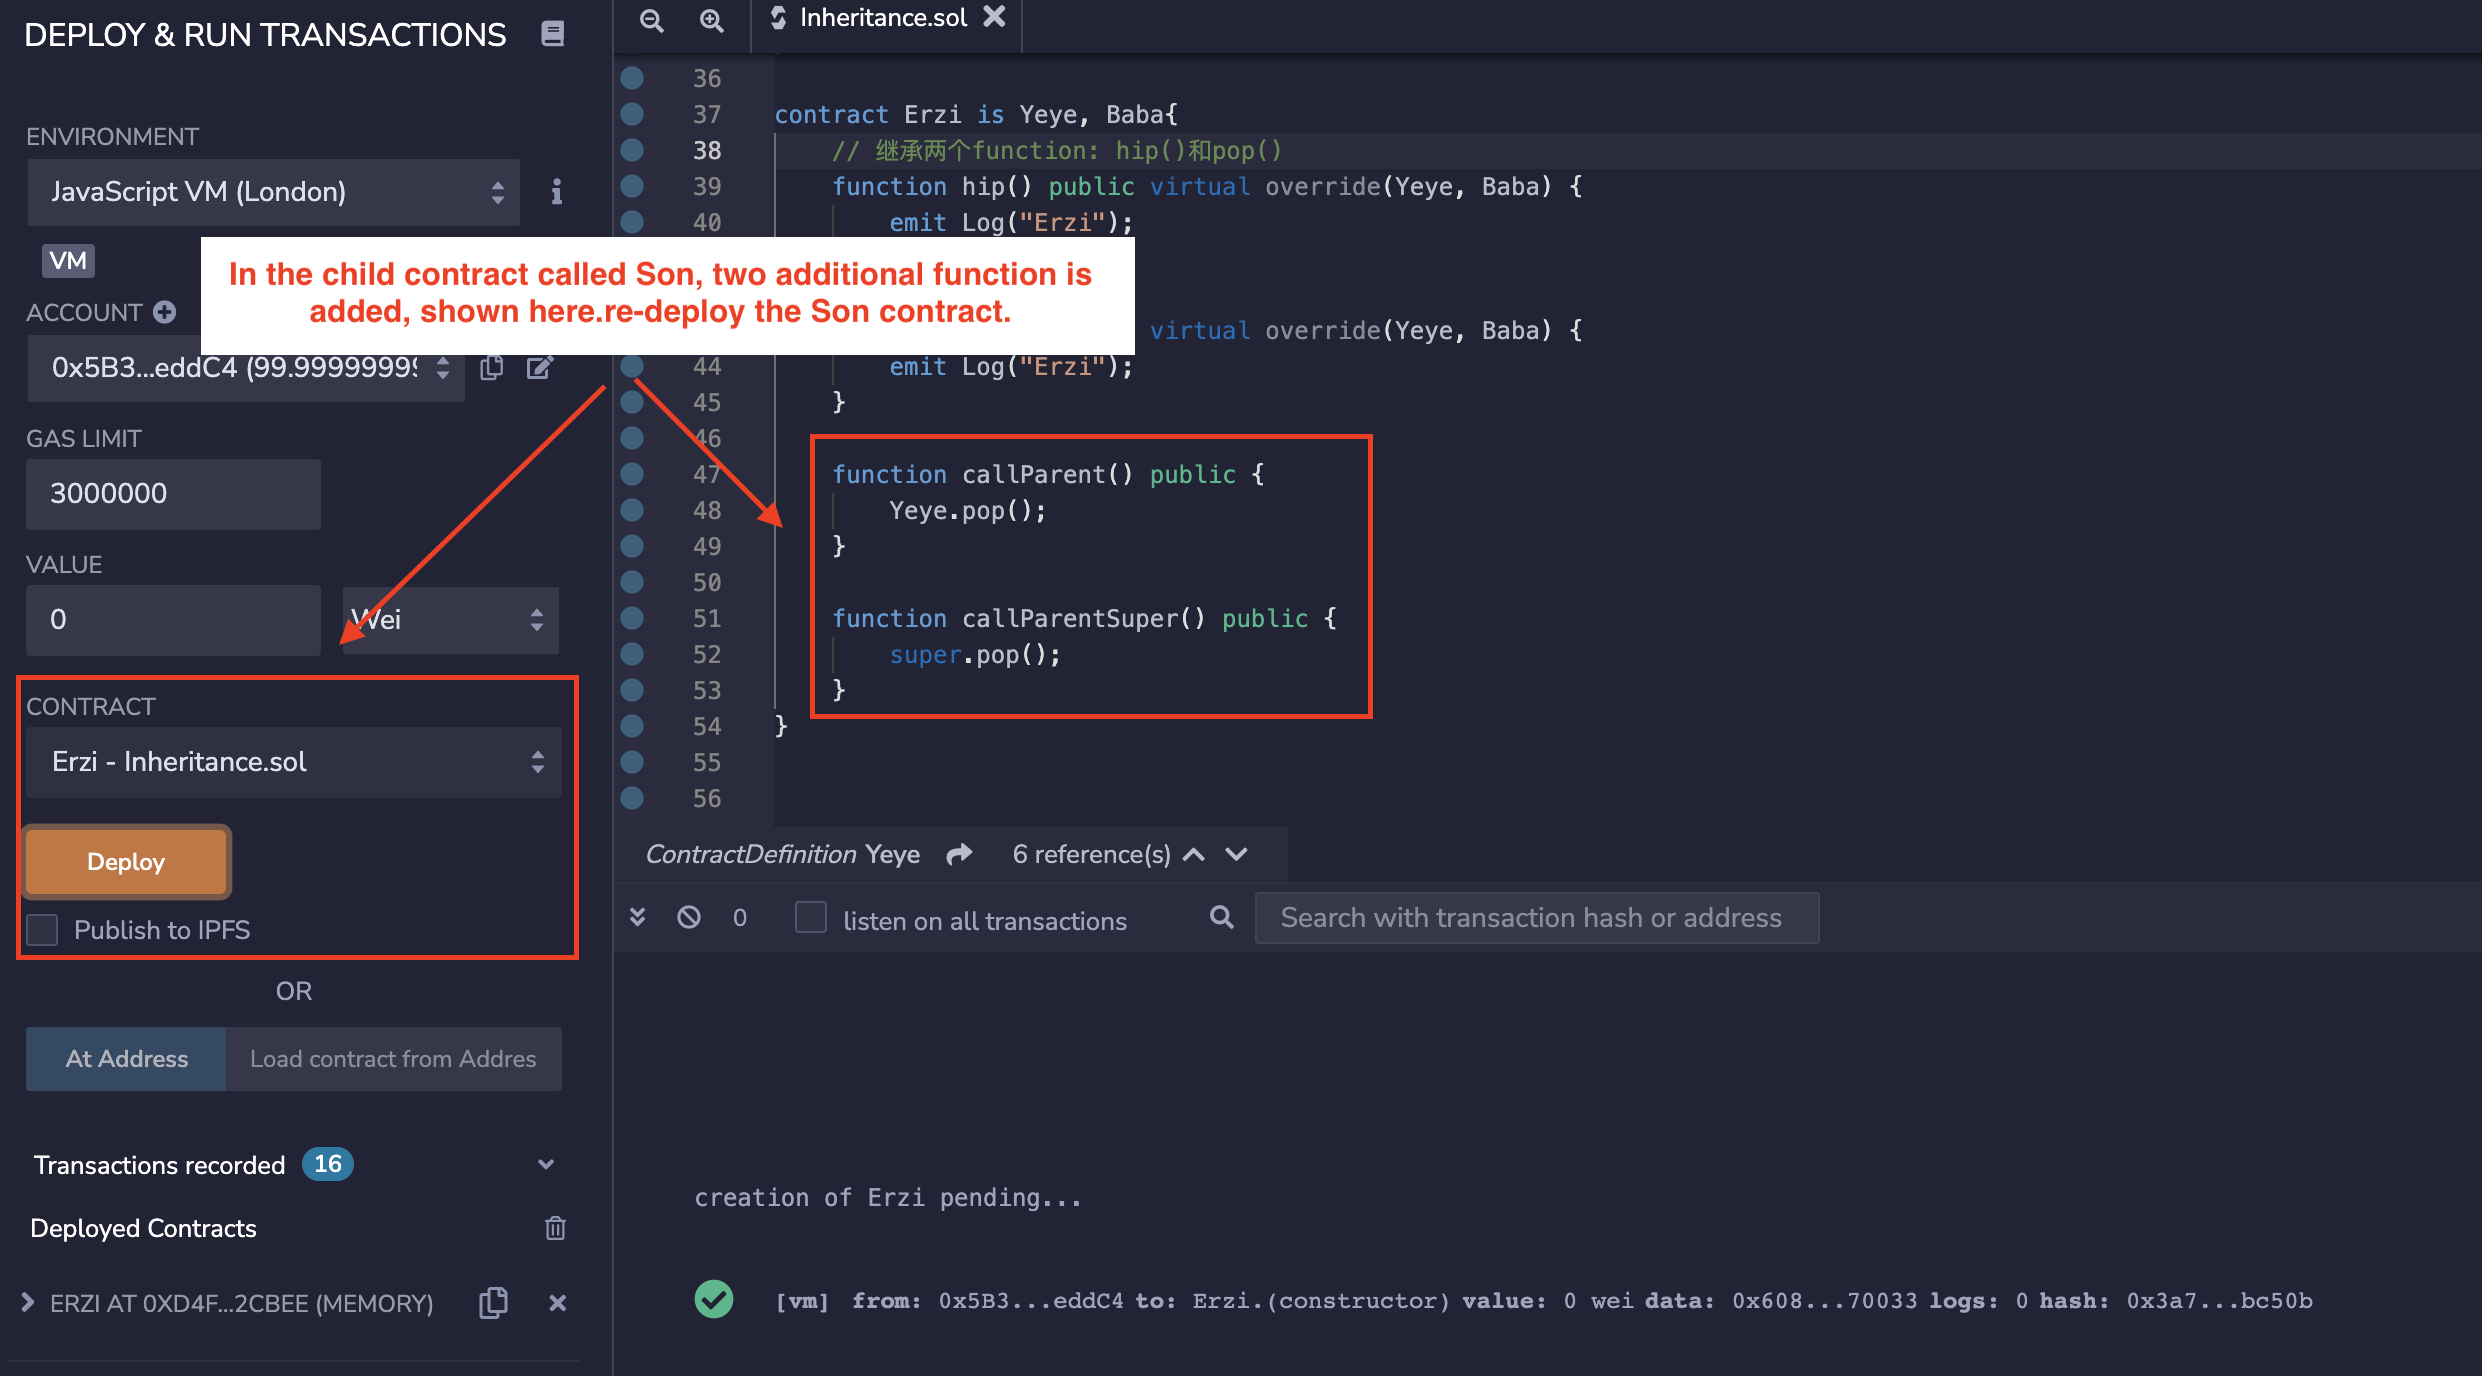 DEPLOY & RUN TRANSACTIONS
ENVIRONMENT
JavaScript VM (London)
VM
ACCOUNT
0x5B3...eddC4 (99.9999999
GAS LIMIT
3000000
VALUE
0
Wei
CONTRACT
Erzi - Inheritance.sol
Deploy
Publish to IPFS
OR
At Address
Load contract from Addres
Transactions recorded 16
Deployed Contracts
ERZI AT 0XD4F...2CBEE (MEMORY)
In the child contract called Son, two additional function is
added, shown here.re-deploy the Son contract.
Inheritance.sol
36
37 contract Erzi is Yeye, Baba{
38 // 继承两个function: hip()和pop()
39 function hip() public virtual override(Yeye, Baba) {
40 emit Log("Erzi");
virtual override(Yeye, Baba) {
44 emit Log("Erzi");
45 }
46
47 function callParent() public {
48 Yeye.pop();
49 }
50
51 function callParentSuper() public {
52 super.pop();
53 }
54 }
55
56
ContractDefinition Yeye 6 reference(s)
0 listen on all transactions Search with transaction hash or address
creation of Erzi pending...
[vm] from: 0x5B3...eddC4 to: Erzi.(constructor) value: 0 wei data: 0x608...70033 logs: 0 hash: 0x3a7...bc50b